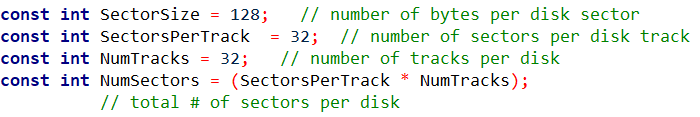 const int SectorSize = 128;   // number of bytes per disk sector
const int SectorsPerTrack  = 32;  // number of sectors per disk track
const int NumTracks = 32;   // number of tracks per disk
const int NumSectors = (SectorsPerTrack * NumTracks);
            // total # of sectors per disk